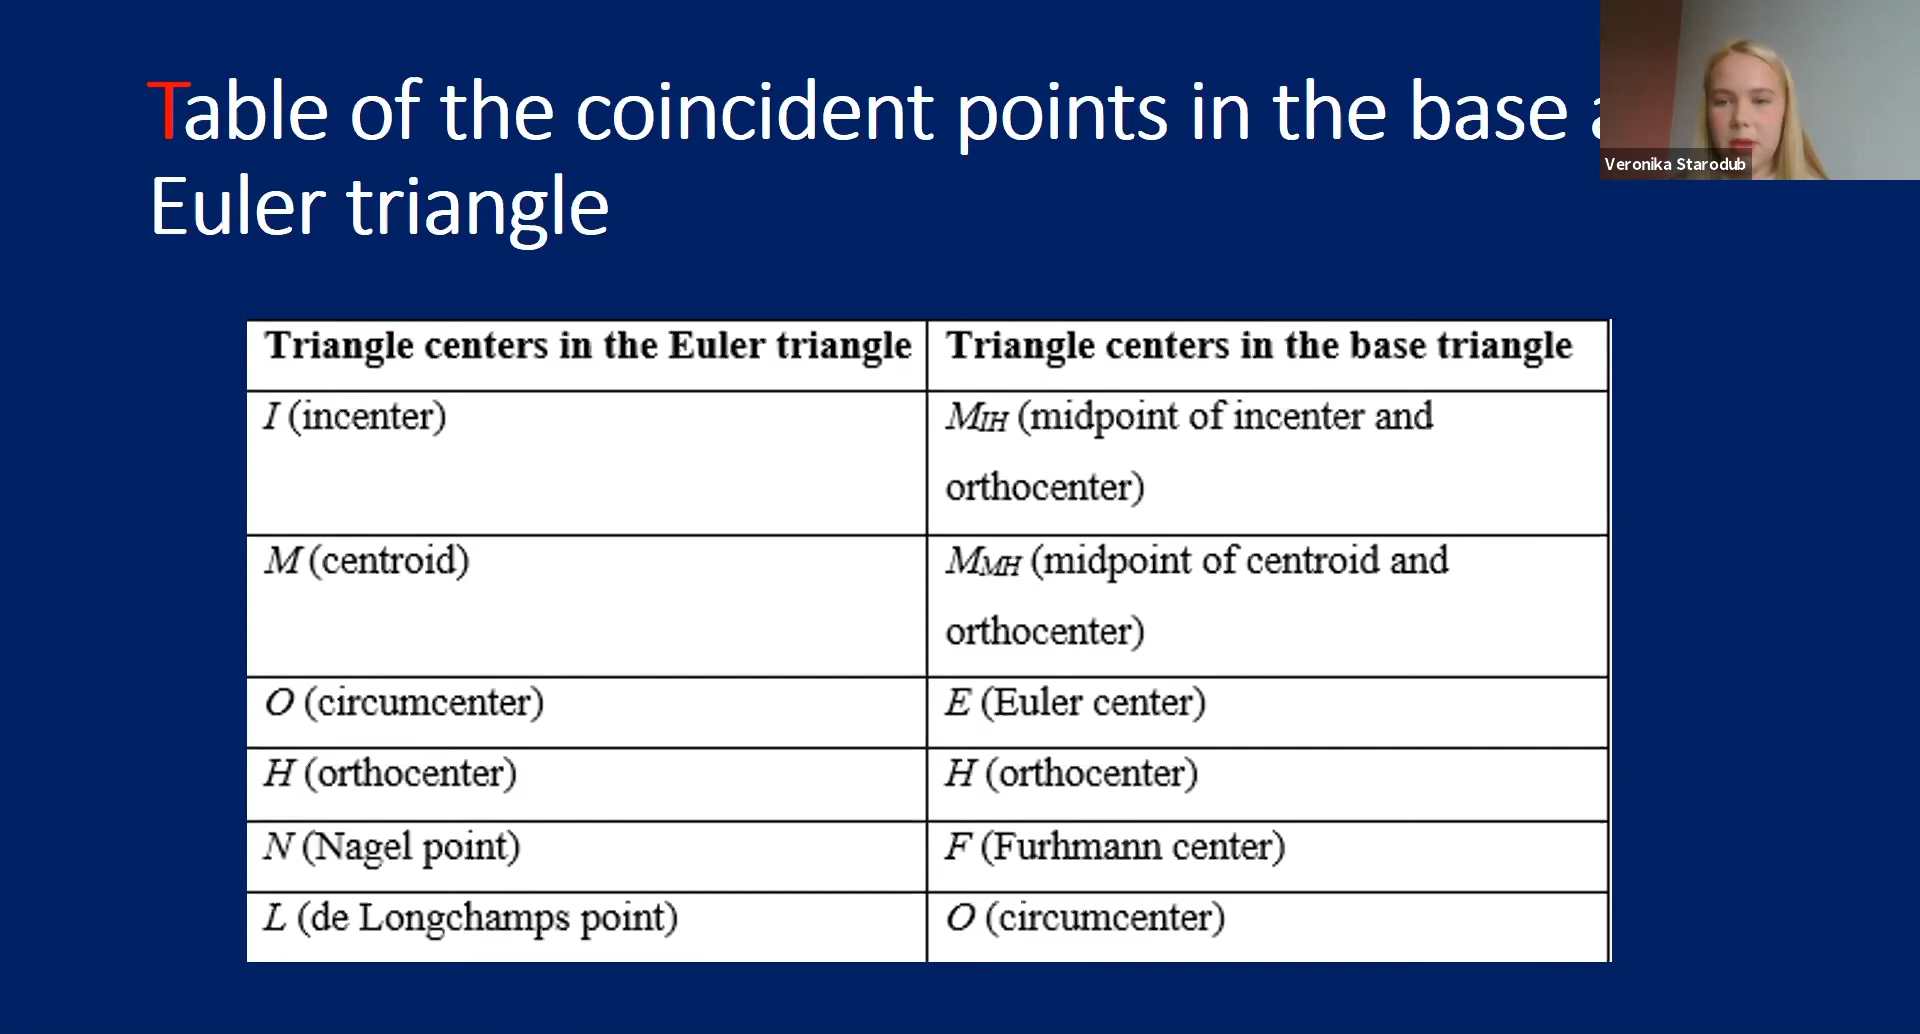 Table of the coincident points in the base
Euler triangle
Veronika Starodub
Triangle centers in the Euler triangle
Triangle centers in the base triangle
I (incenter)
M_IH (midpoint of incenter and
orthocenter)
M (centroid)
M_MH (midpoint of centroid and
orthocenter)
O (circumcenter)
E (Euler center)
H (orthocenter)
H (orthocenter)
N (Nagel point)
F (Furhmann center)
L (de Longchamps point)
O (circumcenter)